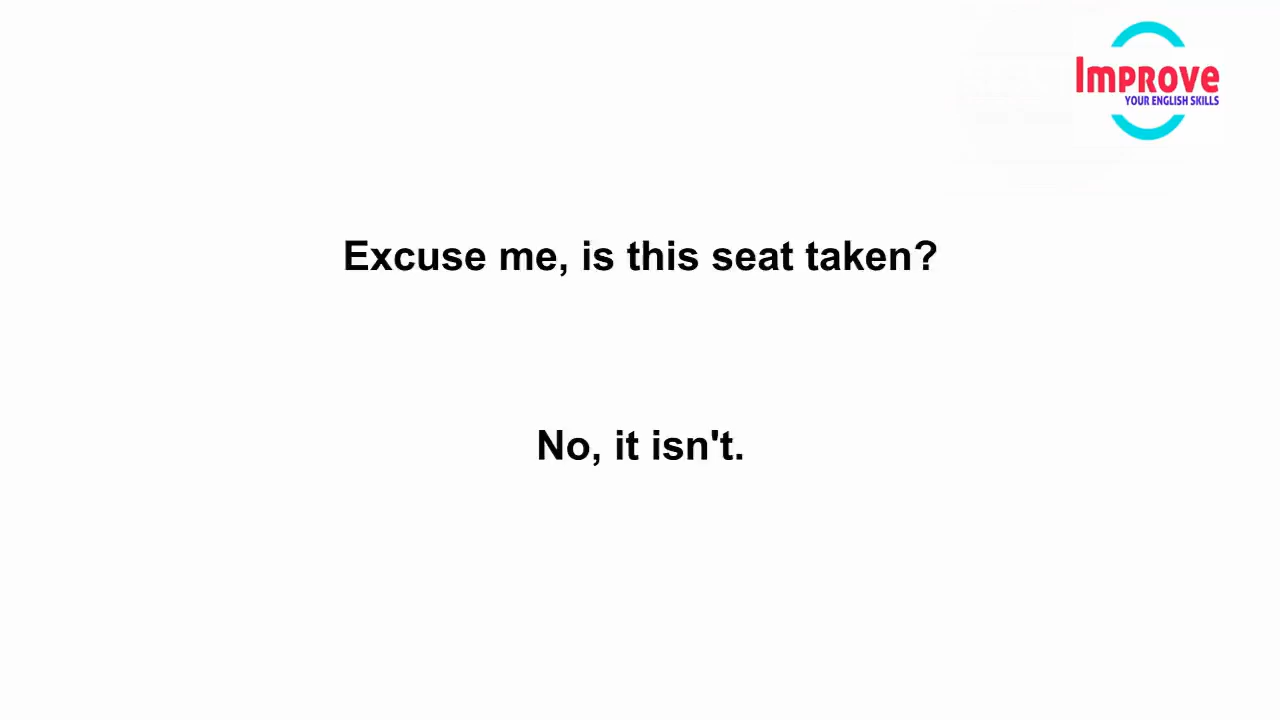 Improve
YOUR ENGLISH SKILLS
Excuse me, is this seat taken?
No, it isn't.